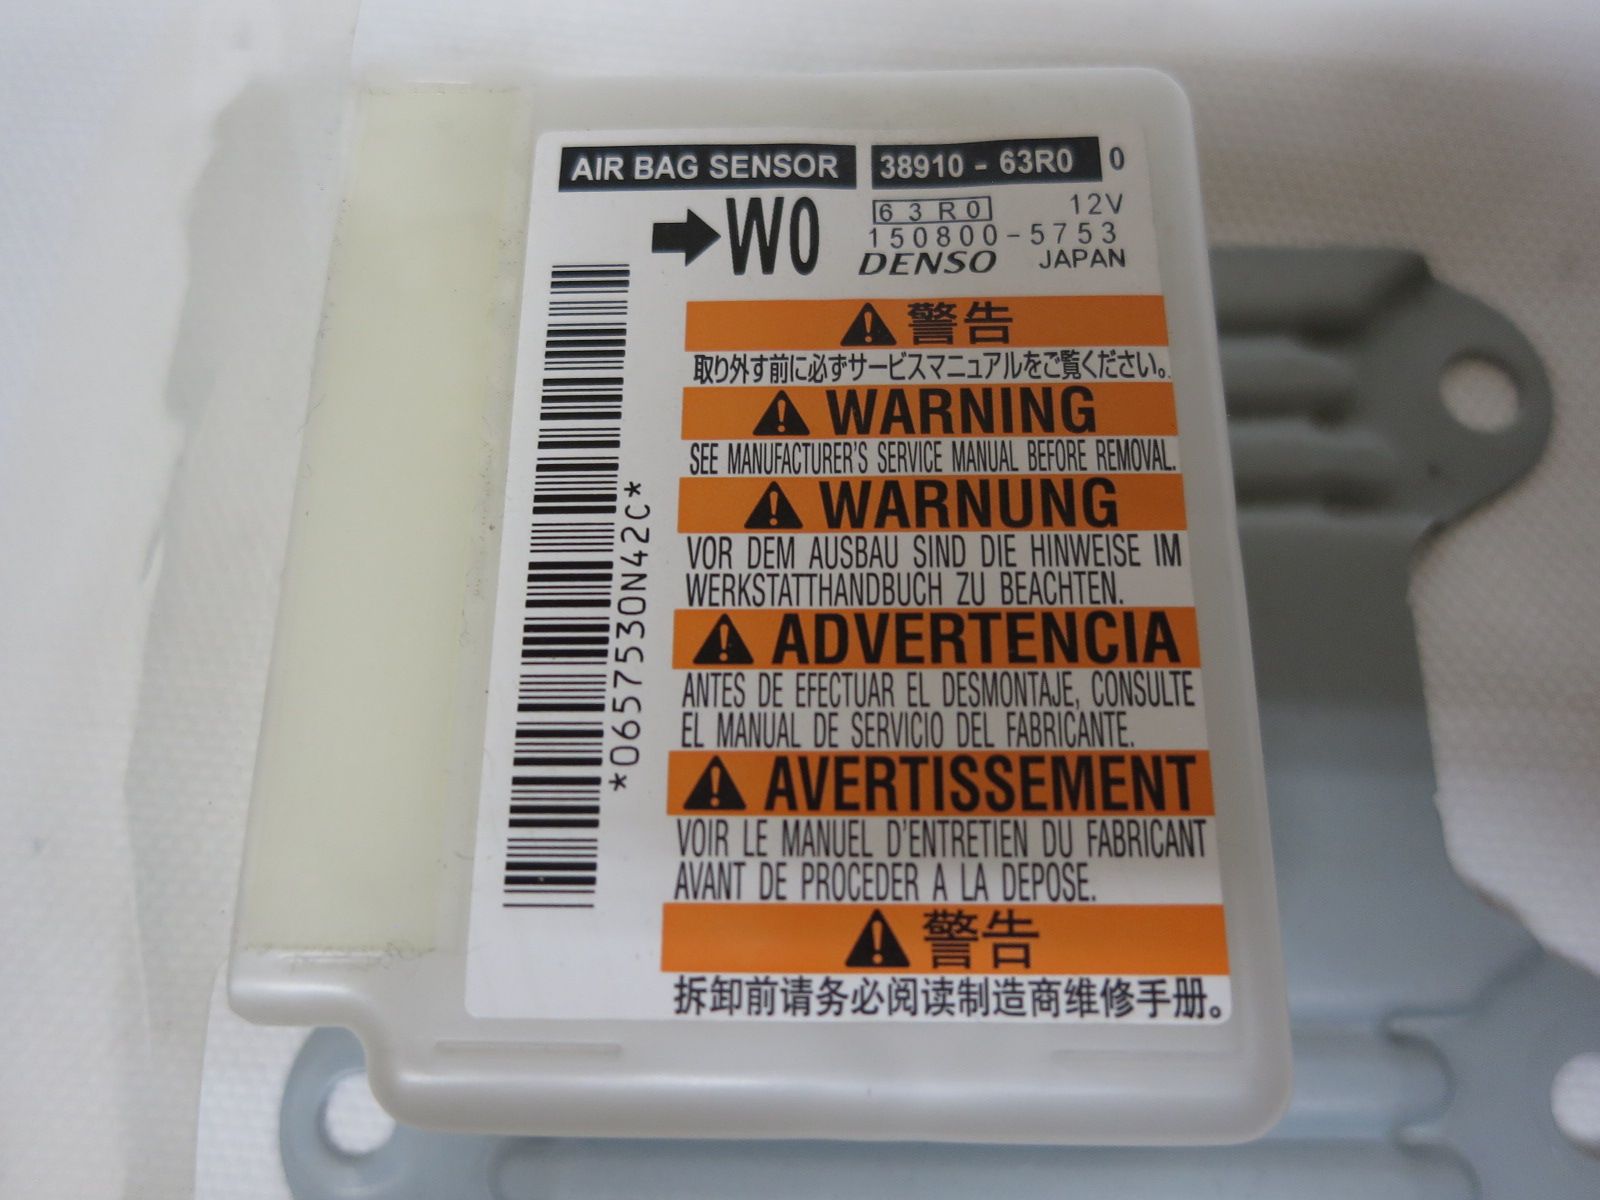 AIR BAG SENSOR 38910 - 63R0 0
W0 63R0 12V
150800-5753
DENSO JAPAN
*0657530N42C*
警告
取り外す前に必ずサービスマニュアルをご覧ください。
WARNING
SEE MANUFACTURER'S SERVICE MANUAL BEFORE REMOVAL.
WARNUNG
VOR DEM AUSBAU SIND DIE HINWEISE IM
WERKSTATTHANDBUCH ZU BEACHTEN.
ADVERTENCIA
ANTES DE EFECTUAR EL DESMONTAJE, CONSULTE
EL MANUAL DE SERVICIO DEL FABRICANTE.
AVERTISSEMENT
VOIR LE MANUEL D'ENTRETIEN DU FABRICANT
AVANT DE PROCEDER A LA DEPOSE.
警告
拆卸前请务必阅读制造商维修手册。